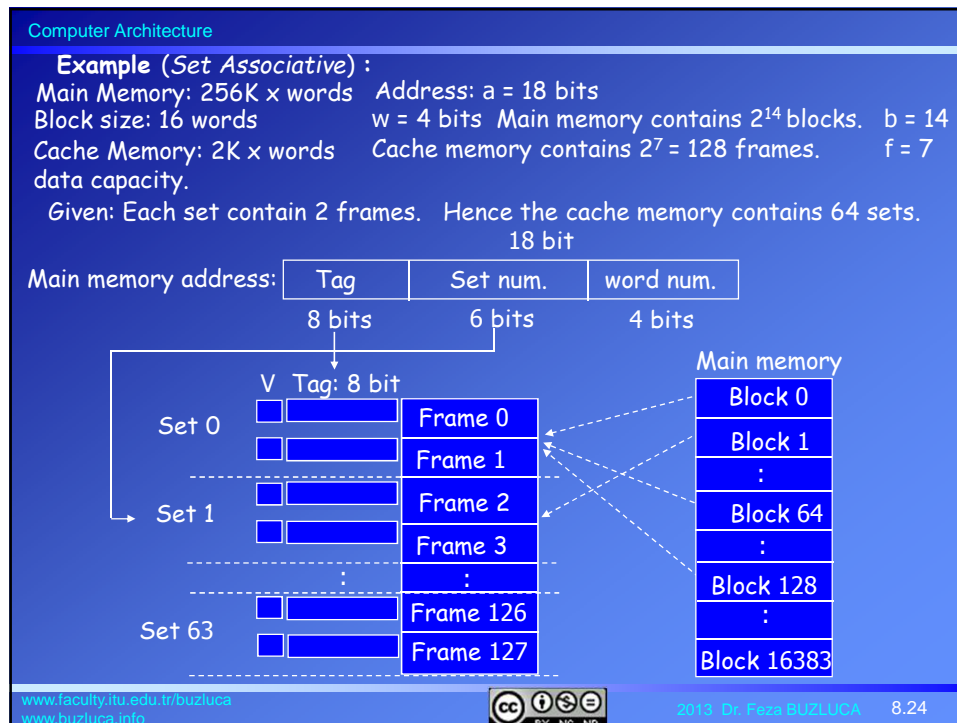 Computer Architecture
Example (Set Associative) :
Main Memory: 256K x words Address: a = 18 bits
Block size: 16 words w = 4 bits Main memory contains 2¹⁴ blocks. b = 14
Cache Memory: 2K x words Cache memory contains 2⁷ = 128 frames. f = 7
data capacity.
Given: Each set contain 2 frames. Hence the cache memory contains 64 sets.
18 bit
Main memory address: Tag Set num. word num.
8 bits 6 bits 4 bits
Main memory
V Tag: 8 bit
Set 0
Frame 0
Frame 1
Set 1
Frame 2
Frame 3
: :
Set 63
Frame 126
Frame 127
Block 0
Block 1
:
Block 64
:
Block 128
:
Block 16383
www.faculty.itu.edu.tr/buzluca
www.buzluca.info
cc
BY NC ND
2013 Dr. Feza BUZLUCA 8.24